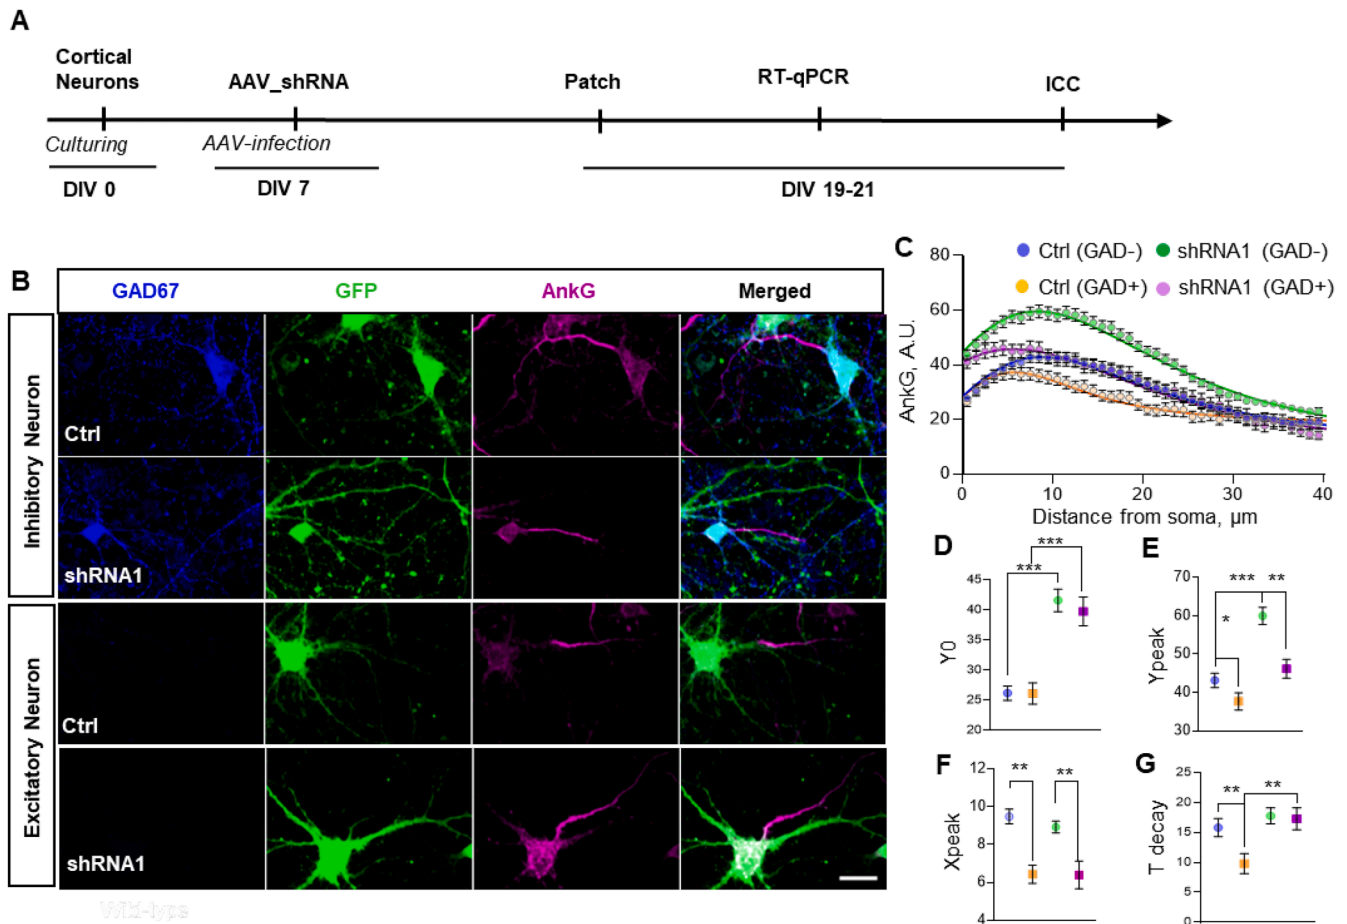 A
Cortical
Neurons
AAV_shRNA
Patch
RT-qPCR
ICC
Culturing
AAV-infection
DIV 0
DIV 7
DIV 19-21
B
GAD67
GFP
AnkG
Merged
Inhibitory Neuron
Ctrl
shRNA1
Excitatory Neuron
Ctrl
shRNA1
Wild-type
C
Ctrl (GAD-)
shRNA1 (GAD-)
Ctrl (GAD+)
shRNA1 (GAD+)
AnkG, A.U.
80
60
40
20
0
0
10
20
30
40
Distance from soma, µm
D
***
***
Y0
45
40
35
30
25
20
E
***
**
*
Ypeak
70
60
50
40
30
F
**
**
Xpeak
12
10
8
6
4
G
**
**
T decay
25
20
15
10
5
0